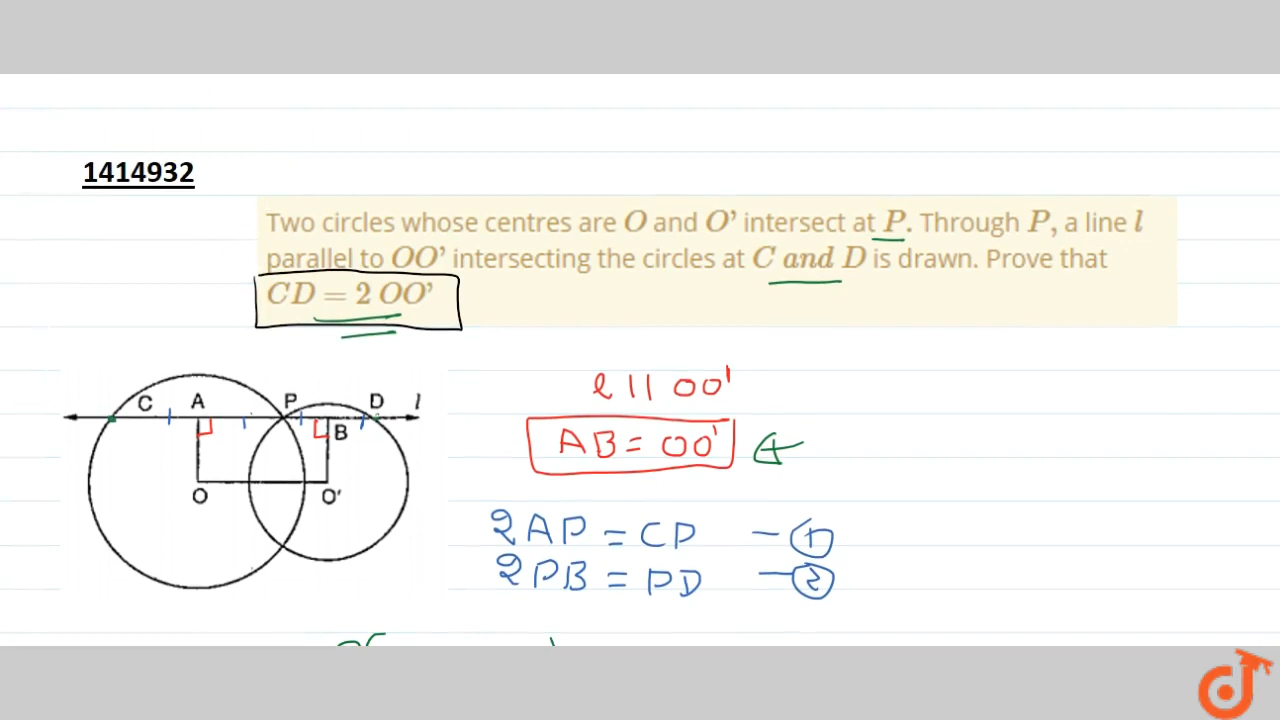 1414932
Two circles whose centres are O and O' intersect at P. Through P, a line l
parallel to OO' intersecting the circles at C and D is drawn. Prove that
CD = 2 OO'
C A P D l
B
O O'
l || OO'
AB = OO'
2AP = CP - 1
2PB = PD - 2